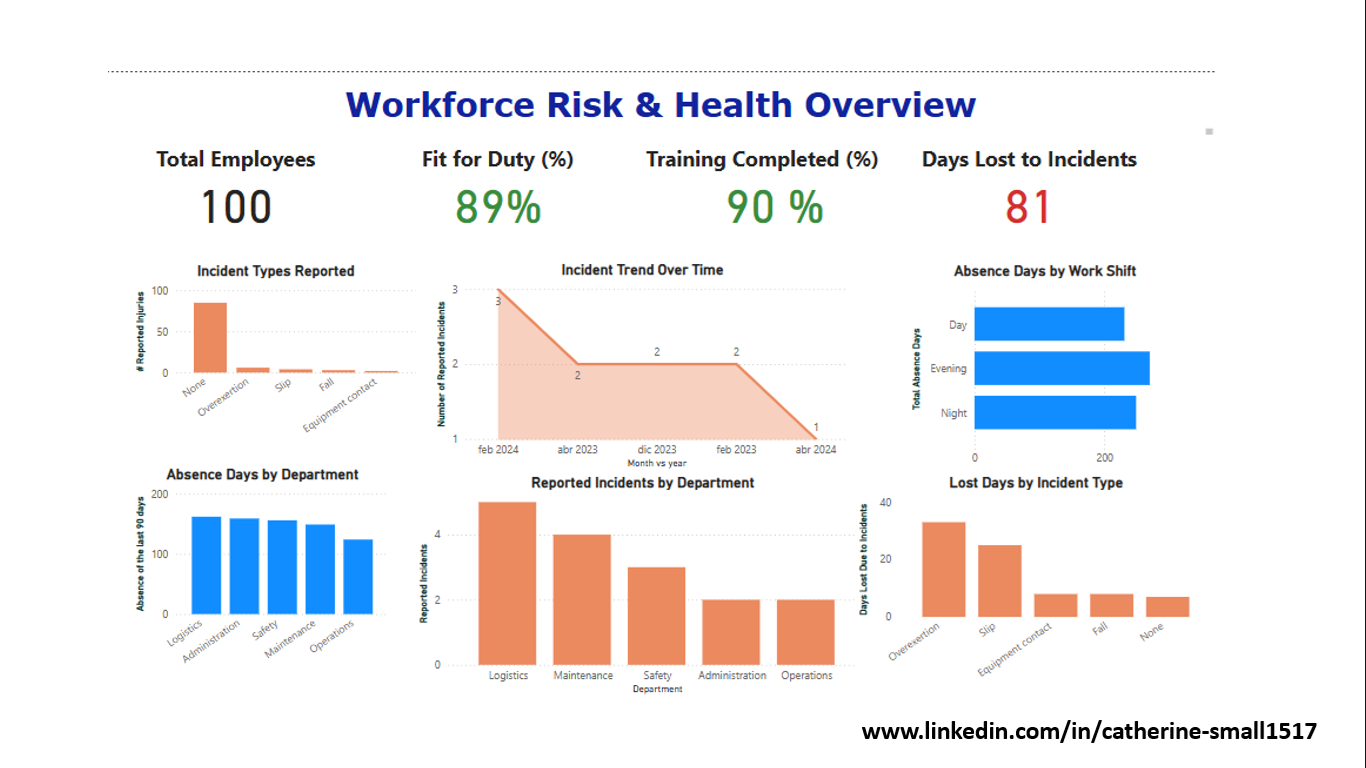 Workforce Risk & Health Overview
Total Employees
100
Fit for Duty (%)
89%
Training Completed (%)
90 %
Days Lost to Incidents
81
Incident Types Reported
# Reported Injuries
100
50
0
None
Overexertion
Slip
Fall
Equipment contact
Incident Trend Over Time
Number of Reported Incidents
3
2
1
3
2
2
2
1
feb 2024
abr 2023
dic 2023
feb 2023
abr 2024
Month vs year
Absence Days by Work Shift
Total Absence Days
Day
Evening
Night
0
200
Absence Days by Department
Absence of the last 90 days
200
100
0
Logistics
Administration
Safety
Maintenance
Operations
Reported Incidents by Department
Reported Incidents
4
2
0
Logistics
Maintenance
Safety
Administration
Operations
Department
Lost Days by Incident Type
Days Lost Due to Incidents
40
20
0
Overexertion
Slip
Equipment contact
Fall
None
www.linkedin.com/in/catherine-small1517